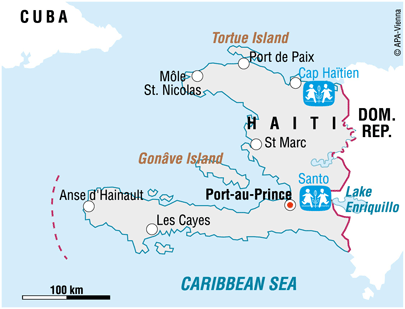 CUBA
© APA-Vienna
Tortue Island
Port de Paix
Cap Haïtien
Môle
St. Nicolas
HAITI
DOM.
REP.
St Marc
Gonâve Island
Santo
Port-au-Prince
Lake
Enriquillo
Anse d'Hainault
Les Cayes
CARIBBEAN SEA
100 km